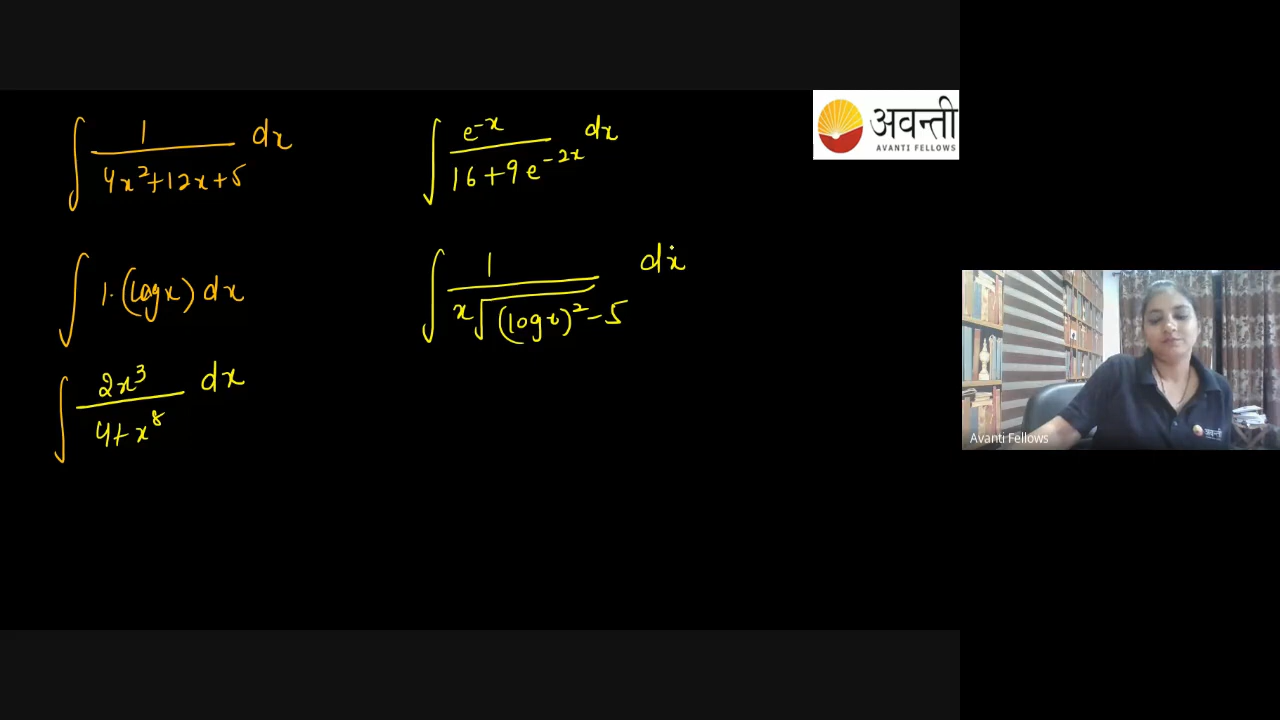 ∫ 1/(4x²+12x+5) dx
∫ 1·(log x) dx
∫ 2x³/(4+x⁸) dx
∫ e⁻ˣ/(16+9e⁻²ˣ) dx
∫ 1/(x√((log x)²-5)) dx
अवन्ती
AVANTI FELLOWS
Avanti Fellows
अवन्ती